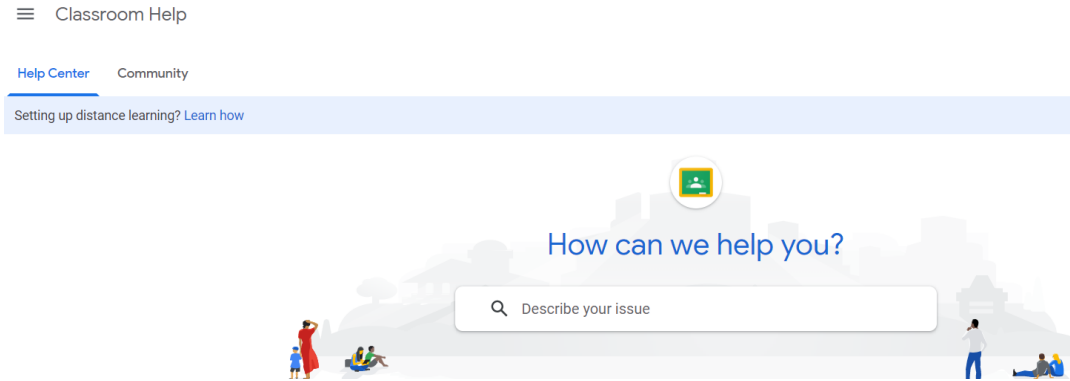 Classroom Help
Help Center Community
Setting up distance learning? Learn how
How can we help you?
Describe your issue